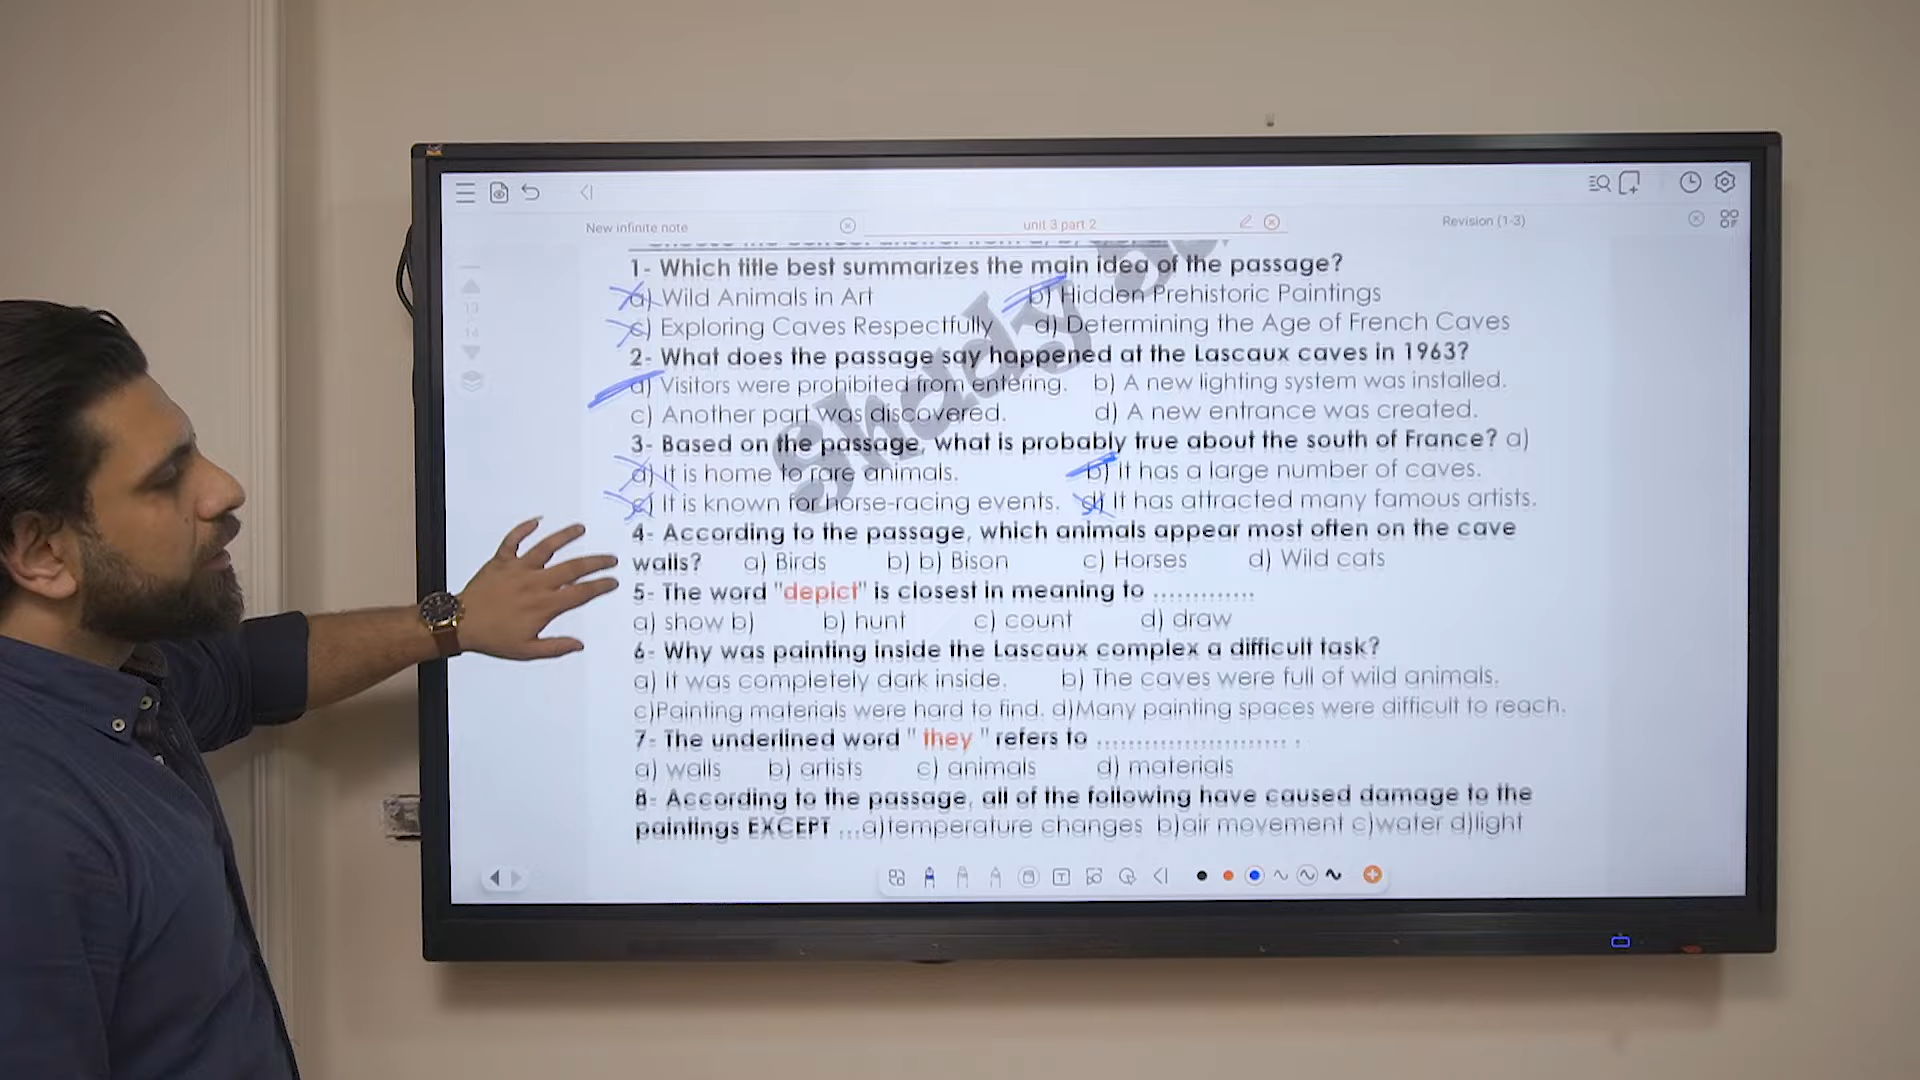 New infinite note
unit 3 part 2
Revision (1-3)
1- Which title best summarizes the main idea of the passage?
a) Wild Animals in Art b) Hidden Prehistoric Paintings
c) Exploring Caves Respectfully d) Determining the Age of French Caves
2- What does the passage say happened at the Lascaux caves in 1963?
a) Visitors were prohibited from entering. b) A new lighting system was installed.
c) Another part was discovered. d) A new entrance was created.
3- Based on the passage, what is probably true about the south of France? a)
a) It is home to rare animals. b) It has a large number of caves.
c) It is known for horse-racing events. d) It has attracted many famous artists.
4- According to the passage, which animals appear most often on the cave
walls? a) Birds b) b) Bison c) Horses d) Wild cats
5- The word "depict" is closest in meaning to .............
a) show b) b) hunt c) count d) draw
6- Why was painting inside the Lascaux complex a difficult task?
a) It was completely dark inside. b) The caves were full of wild animals.
c)Painting materials were hard to find. d)Many painting spaces were difficult to reach.
7- The underlined word " they " refers to ........................ .
a) walls b) artists c) animals d) materials
8- According to the passage, all of the following have caused damage to the
paintings EXCEPT ...a)temperature changes b)air movement c)water d)light
Shaddy
13
14